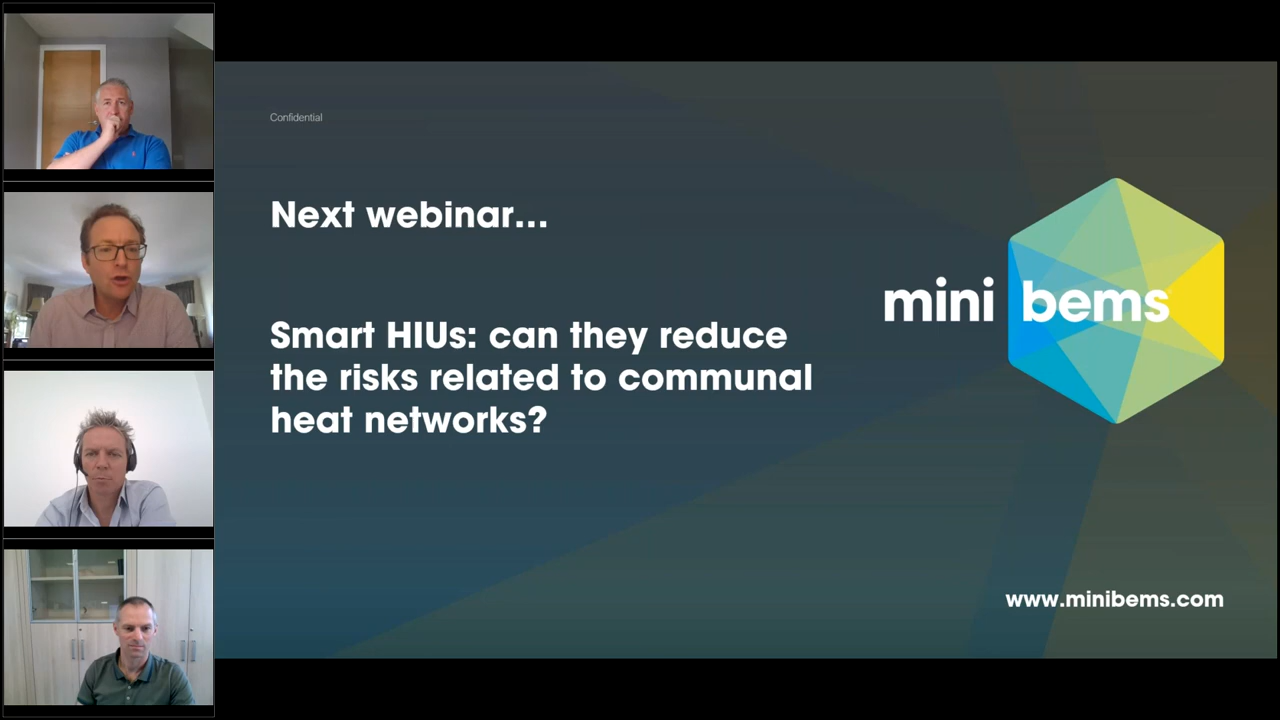 Confidential
Next webinar...
Smart HIUs: can they reduce
the risks related to communal
heat networks?
mini bems
www.minibems.com